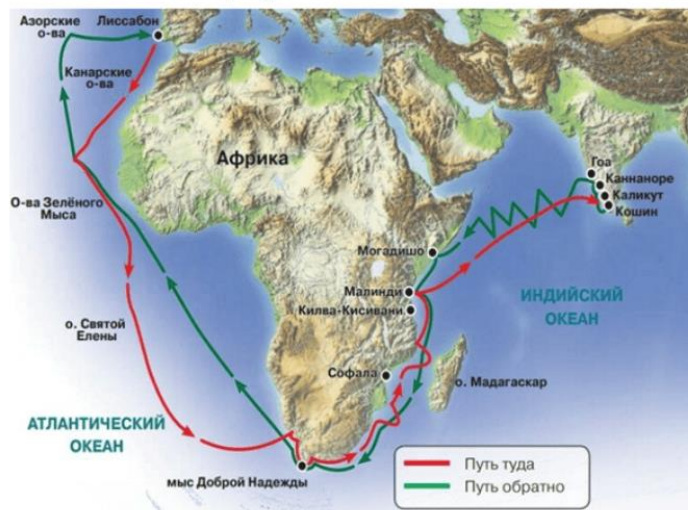 Азорские
о-ва
Лиссабон
Канарские
о-ва
Африка
О-ва Зелёного
Мыса
Гоа
Каннаноре
Каликут
Кошин
Могадишо
Малинди
Килва-Кисивани
ИНДИЙСКИЙ
ОКЕАН
о. Святой
Елены
Софала
о. Мадагаскар
АТЛАНТИЧЕСКИЙ
ОКЕАН
мыс Доброй Надежды
Путь туда
Путь обратно